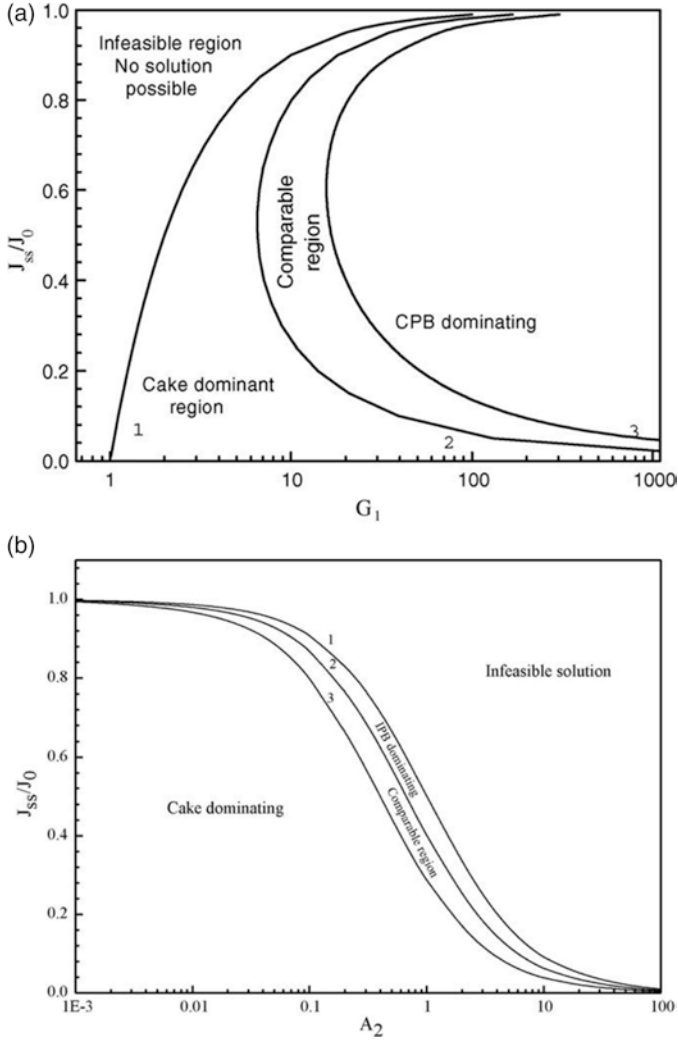 (a)
Infeasible region
No solution
possible
1.0
0.8
0.6
0.4
0.2
0.0
Jss/J0
Comparable
region
CPB dominating
Cake dominant
region
1
2
3
1
10
100
1000
G1
(b)
1.0
0.8
0.6
0.4
0.2
0.0
Jss/J0
1
2
3
Infeasible solution
IPB dominating
Comparable region
Cake dominating
1E-3
0.01
0.1
1
10
100
A2